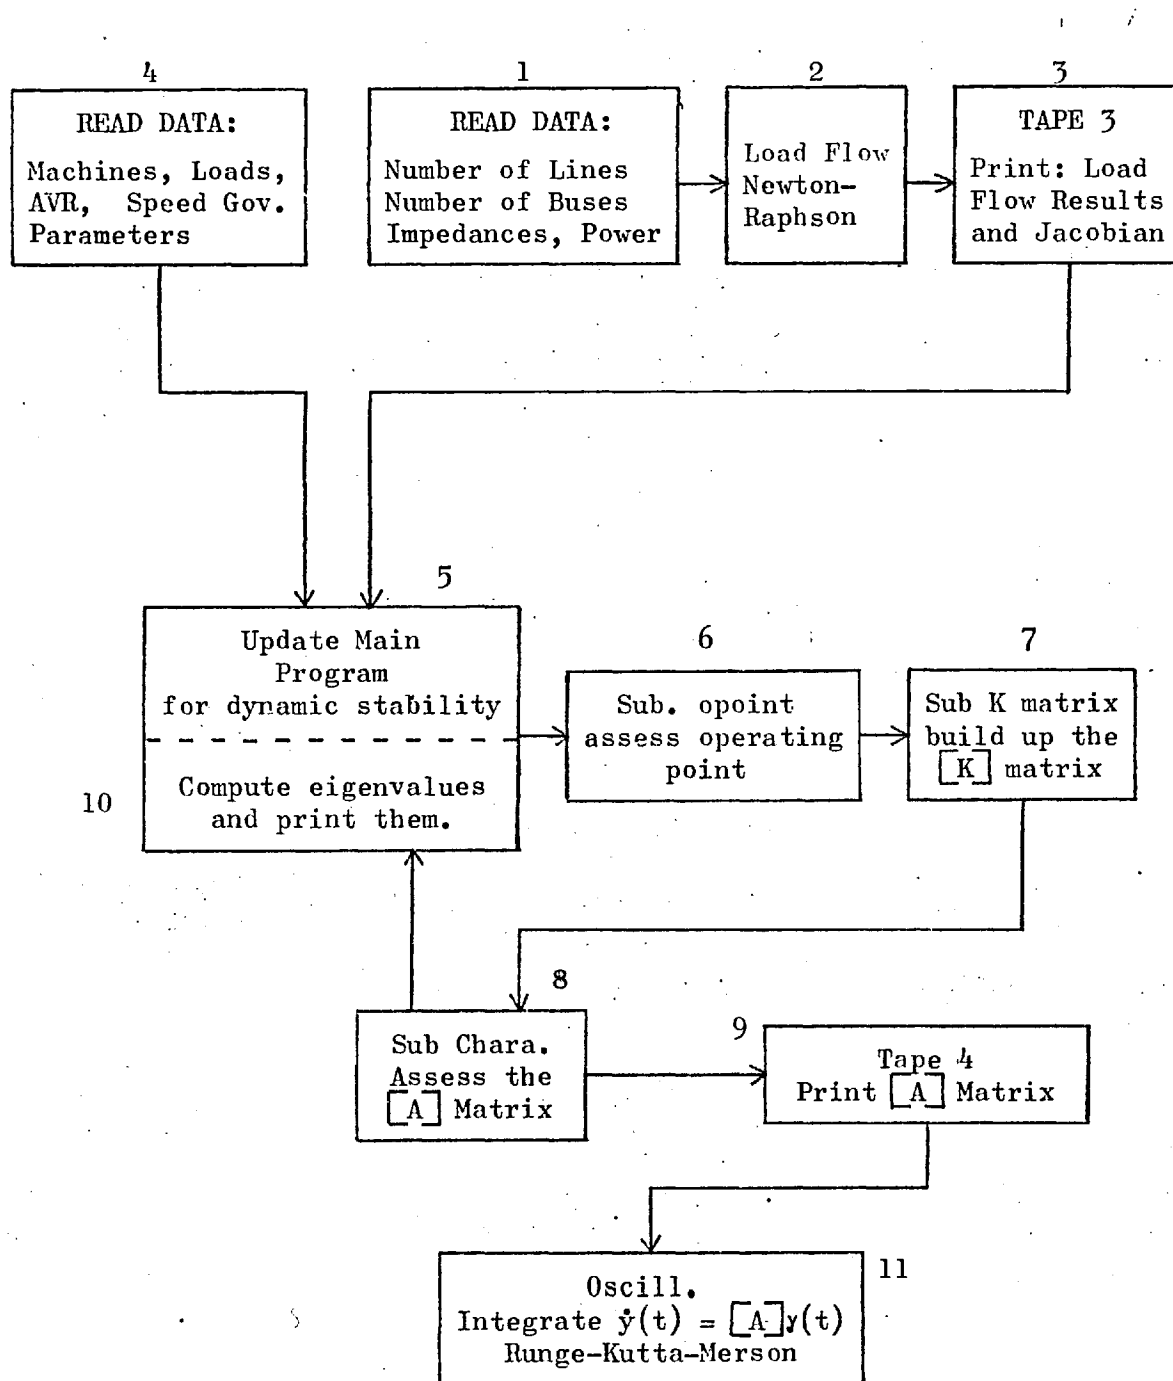 4
READ DATA:
Machines, Loads,
AVR, Speed Gov.
Parameters
1
READ DATA:
Number of Lines
Number of Buses
Impedances, Power
2
Load Flow
Newton-
Raphson
3
TAPE 3
Print: Load
Flow Results
and Jacobian
5
Update Main
Program
for dynamic stability
10
Compute eigenvalues
and print them.
6
Sub. opoint
assess operating
point
7
Sub K matrix
build up the
[K] matrix
8
Sub Chara.
Assess the
[A] Matrix
9
Tape 4
Print [A] Matrix
11
Oscill.
Integrate ẏ(t) = [A]y(t)
Runge-Kutta-Merson